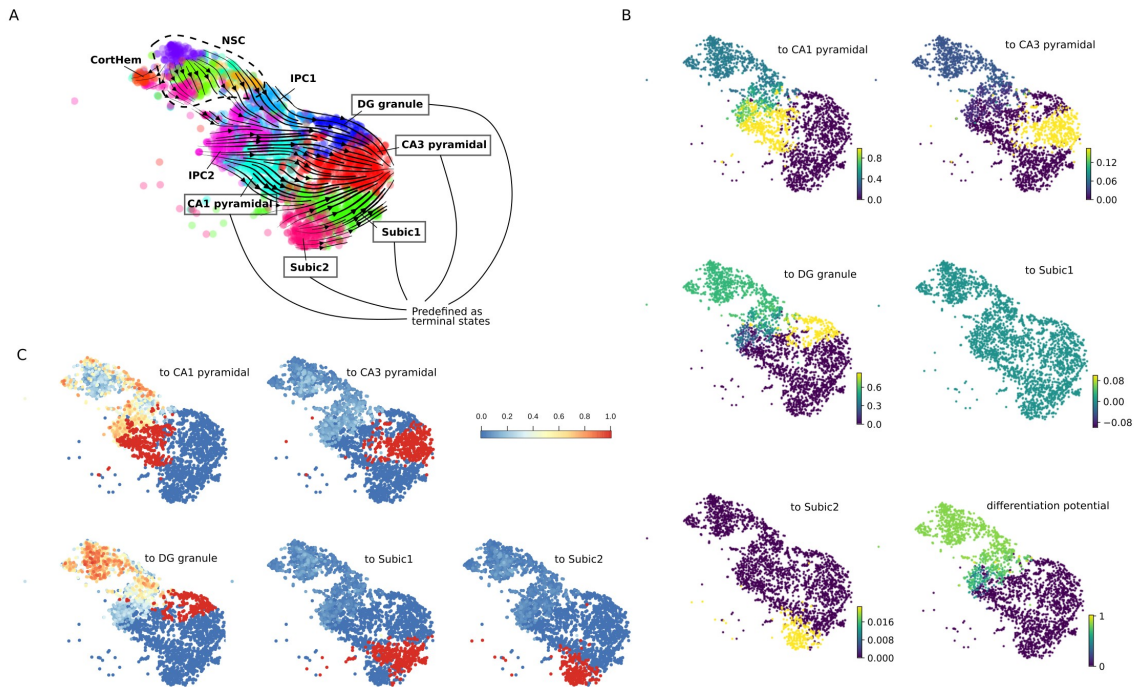 A
NSC
CortHem
IPC1
DG granule
CA3 pyramidal
IPC2
CA1 pyramidal
Subic1
Subic2
Predefined as
terminal states
B
to CA1 pyramidal
0.8
0.4
0.0
to CA3 pyramidal
0.12
0.06
0.00
to DG granule
0.6
0.3
0.0
to Subic1
0.08
0.00
−0.08
to Subic2
0.016
0.008
0.000
differentiation potential
1
0
C
to CA1 pyramidal
to CA3 pyramidal
0.0 0.2 0.4 0.6 0.8 1.0
to DG granule
to Subic1
to Subic2